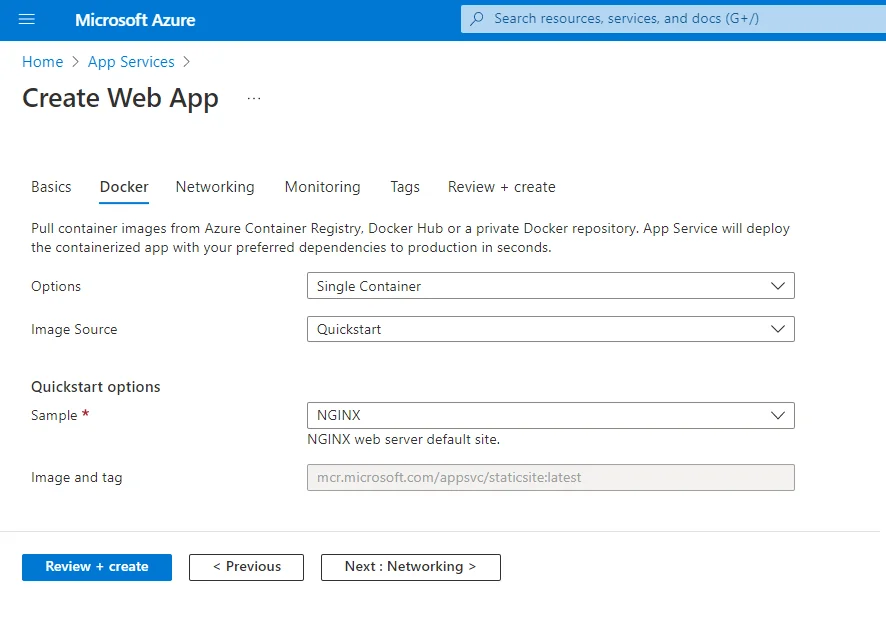 Microsoft Azure
Search resources, services, and docs (G+/)
Home > App Services >
Create Web App ...
Basics Docker Networking Monitoring Tags Review + create
Pull container images from Azure Container Registry, Docker Hub or a private Docker repository. App Service will deploy
the containerized app with your preferred dependencies to production in seconds.
Options Single Container
Image Source Quickstart
Quickstart options
Sample * NGINX
NGINX web server default site.
Image and tag mcr.microsoft.com/appsvc/staticsite:latest
Review + create < Previous Next : Networking >